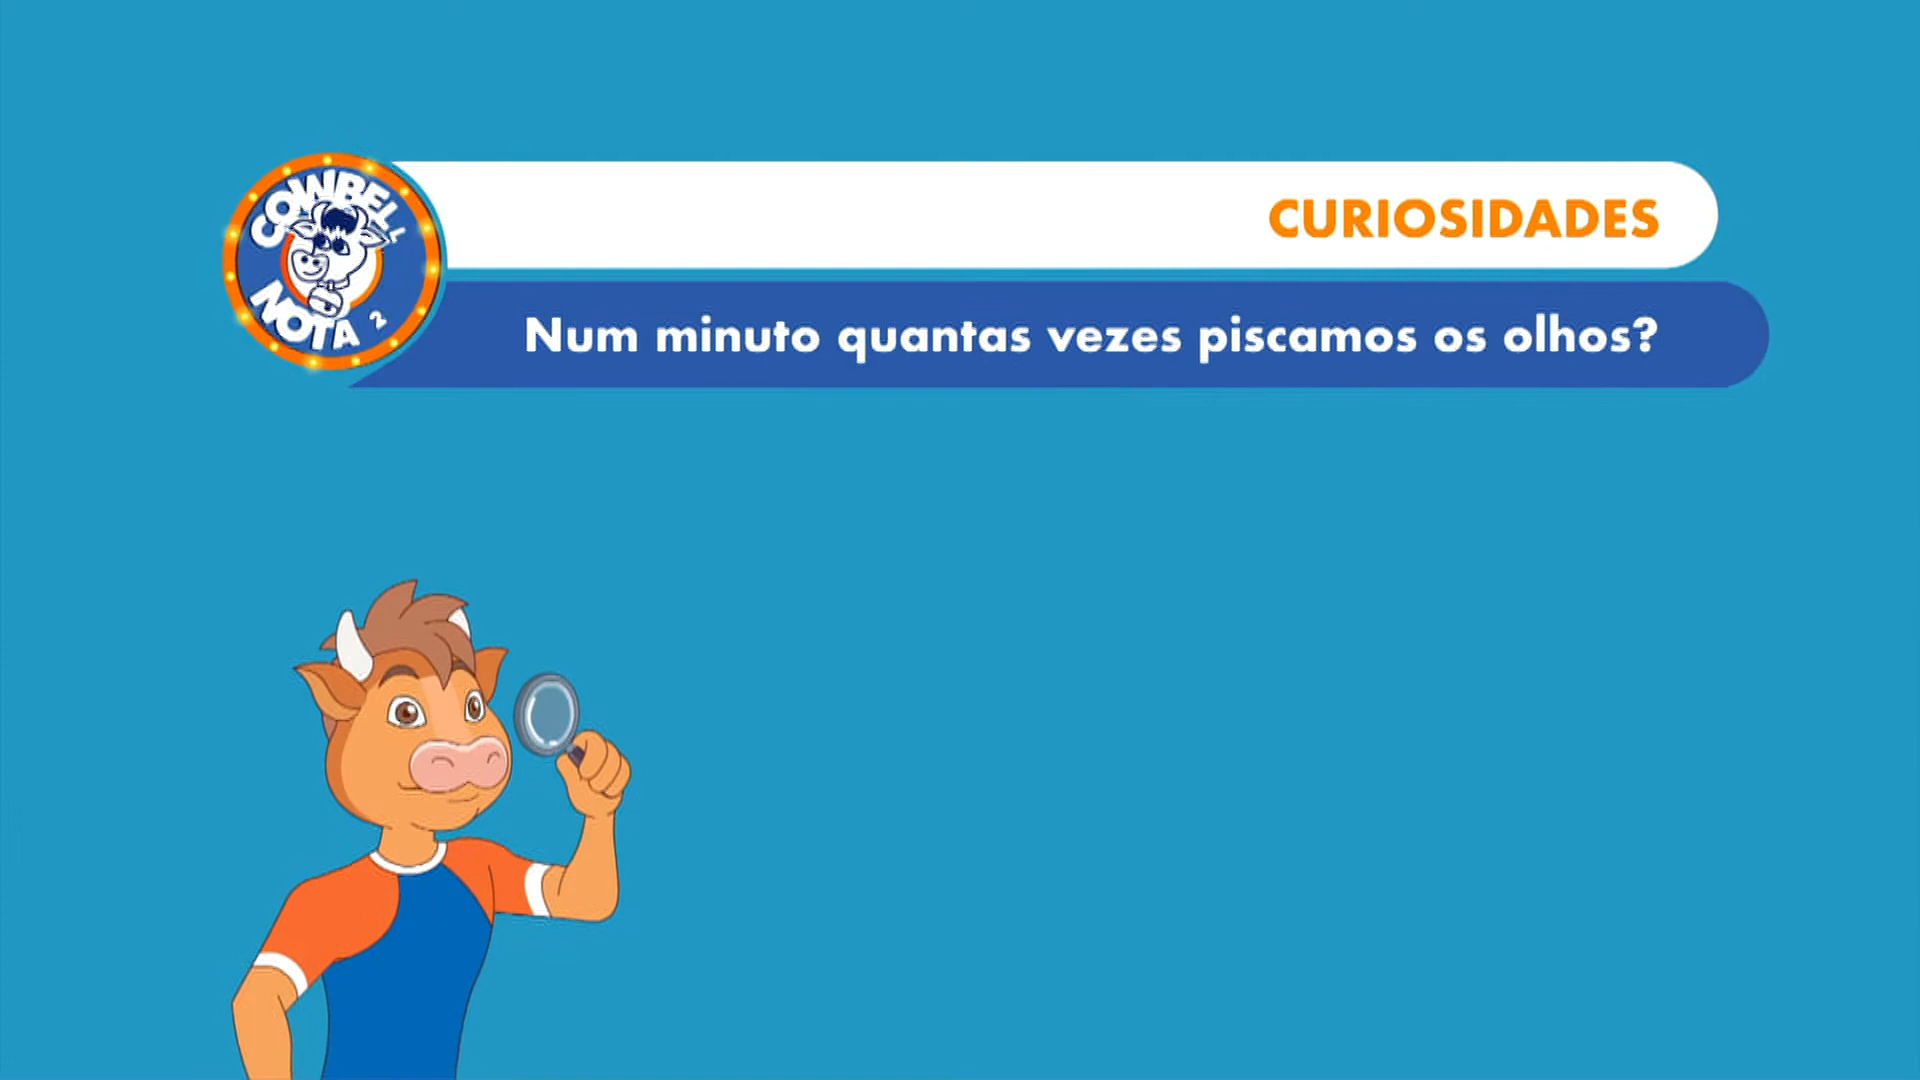 COWBELL
NOTA 2
CURIOSIDADES
Num minuto quantas vezes piscamos os olhos?